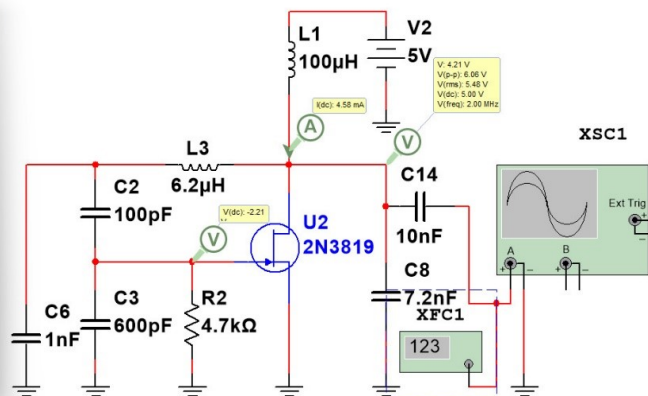 L1
100µH
V2
5V
V: 4.21 V
V(p-p): 6.06 V
V(rms): 5.48 V
V(dc): 5.00 V
V(freq): 2.00 MHz
I(dc): 4.58 mA
A
V
XSC1
L3
6.2µH
C2
100pF
V(dc): -2.21
V
U2
2N3819
C14
10nF
Ext Trig
+
A
B
+ −
+ −
C6
1nF
C3
600pF
R2
4.7kΩ
C8
7.2nF
XFC1
123